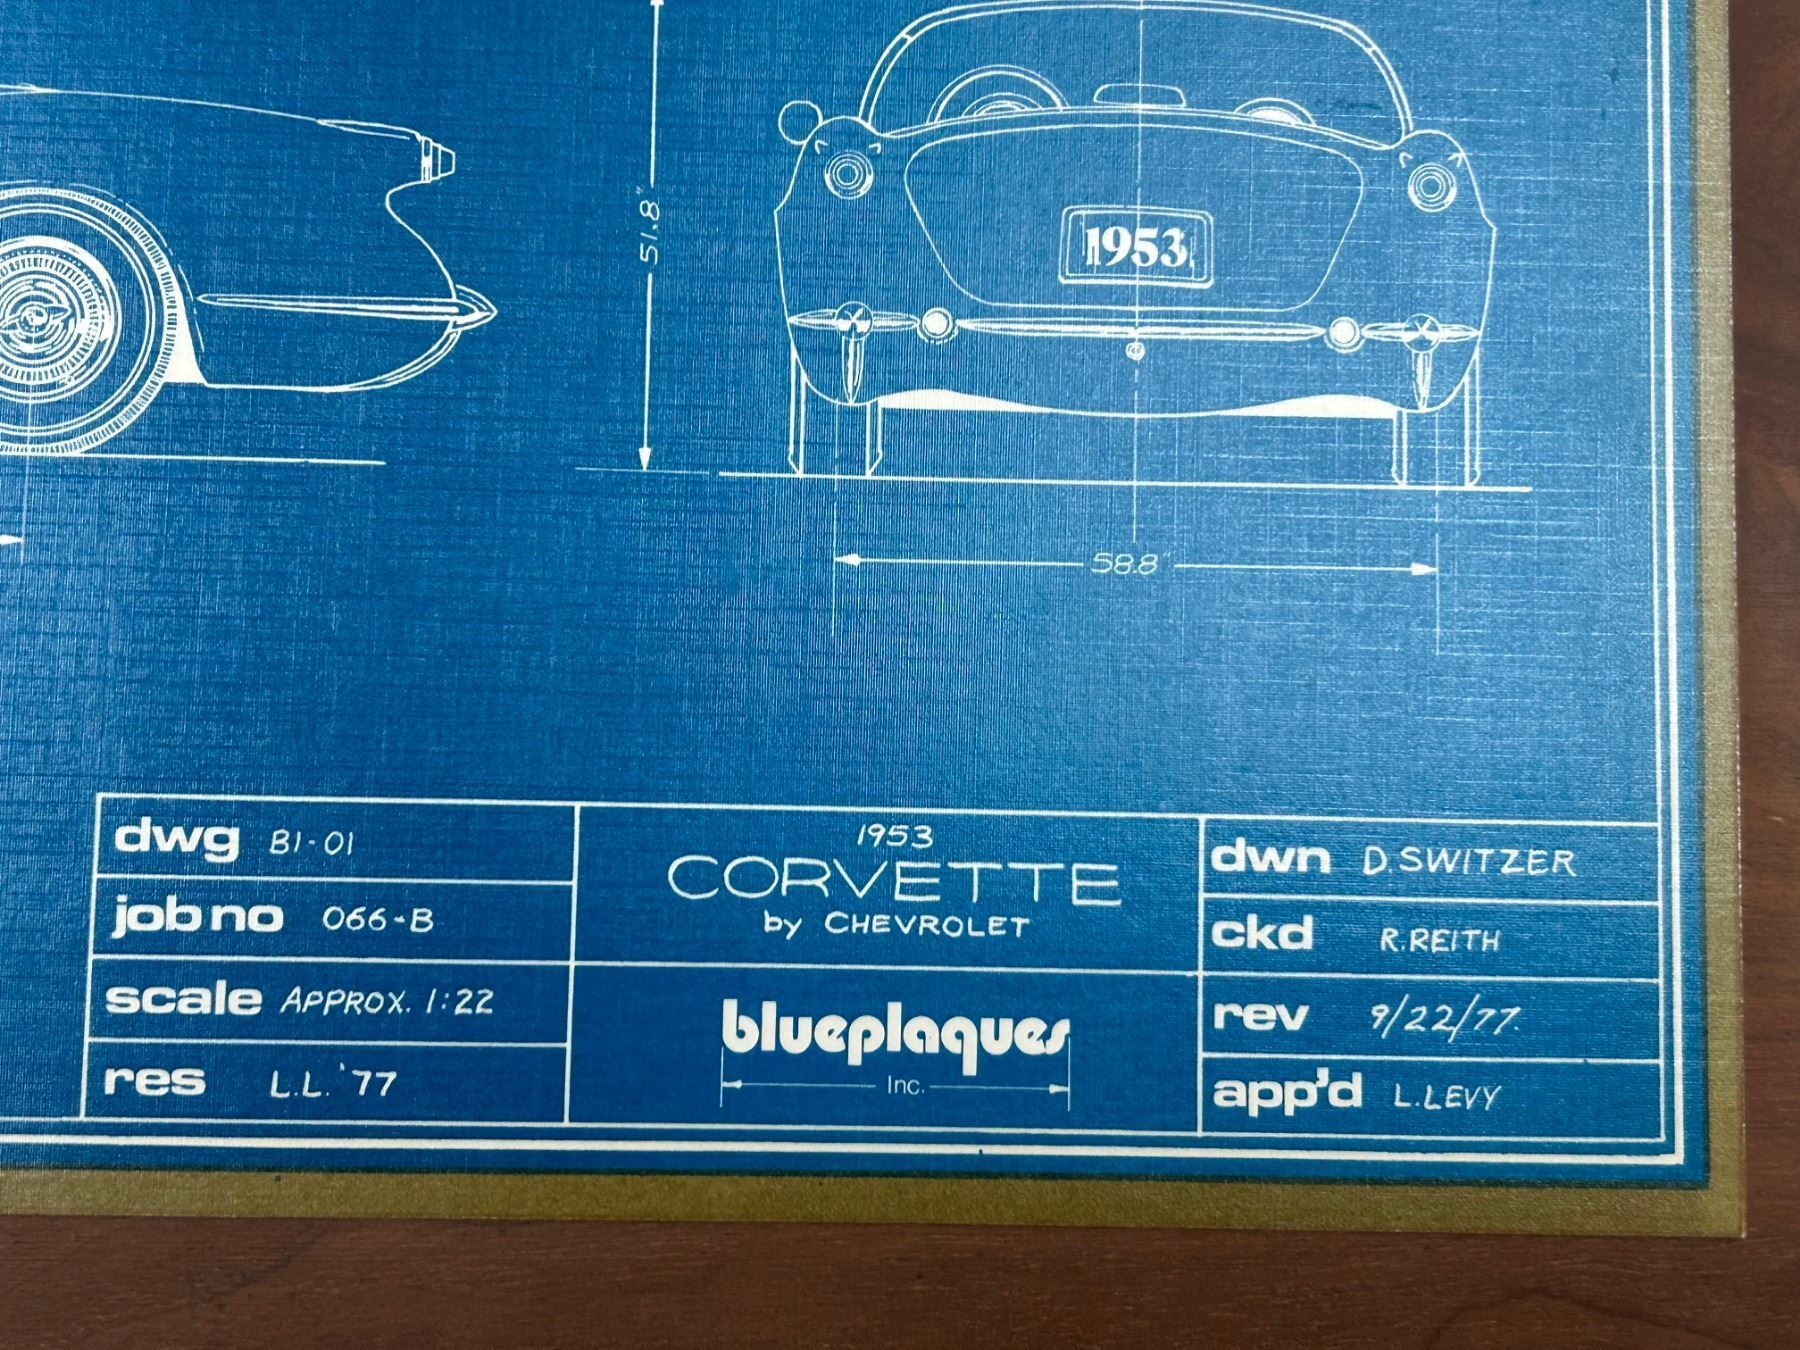 51.8"
1953
58.8"
dwg B1-01
job no 066-B
scale APPROX. 1:22
res L.L. '77
1953
CORVETTE
by CHEVROLET
blueplaques
Inc.
dwn D.SWITZER
ckd R.REITH
rev 9/22/77.
app'd L.LEVY